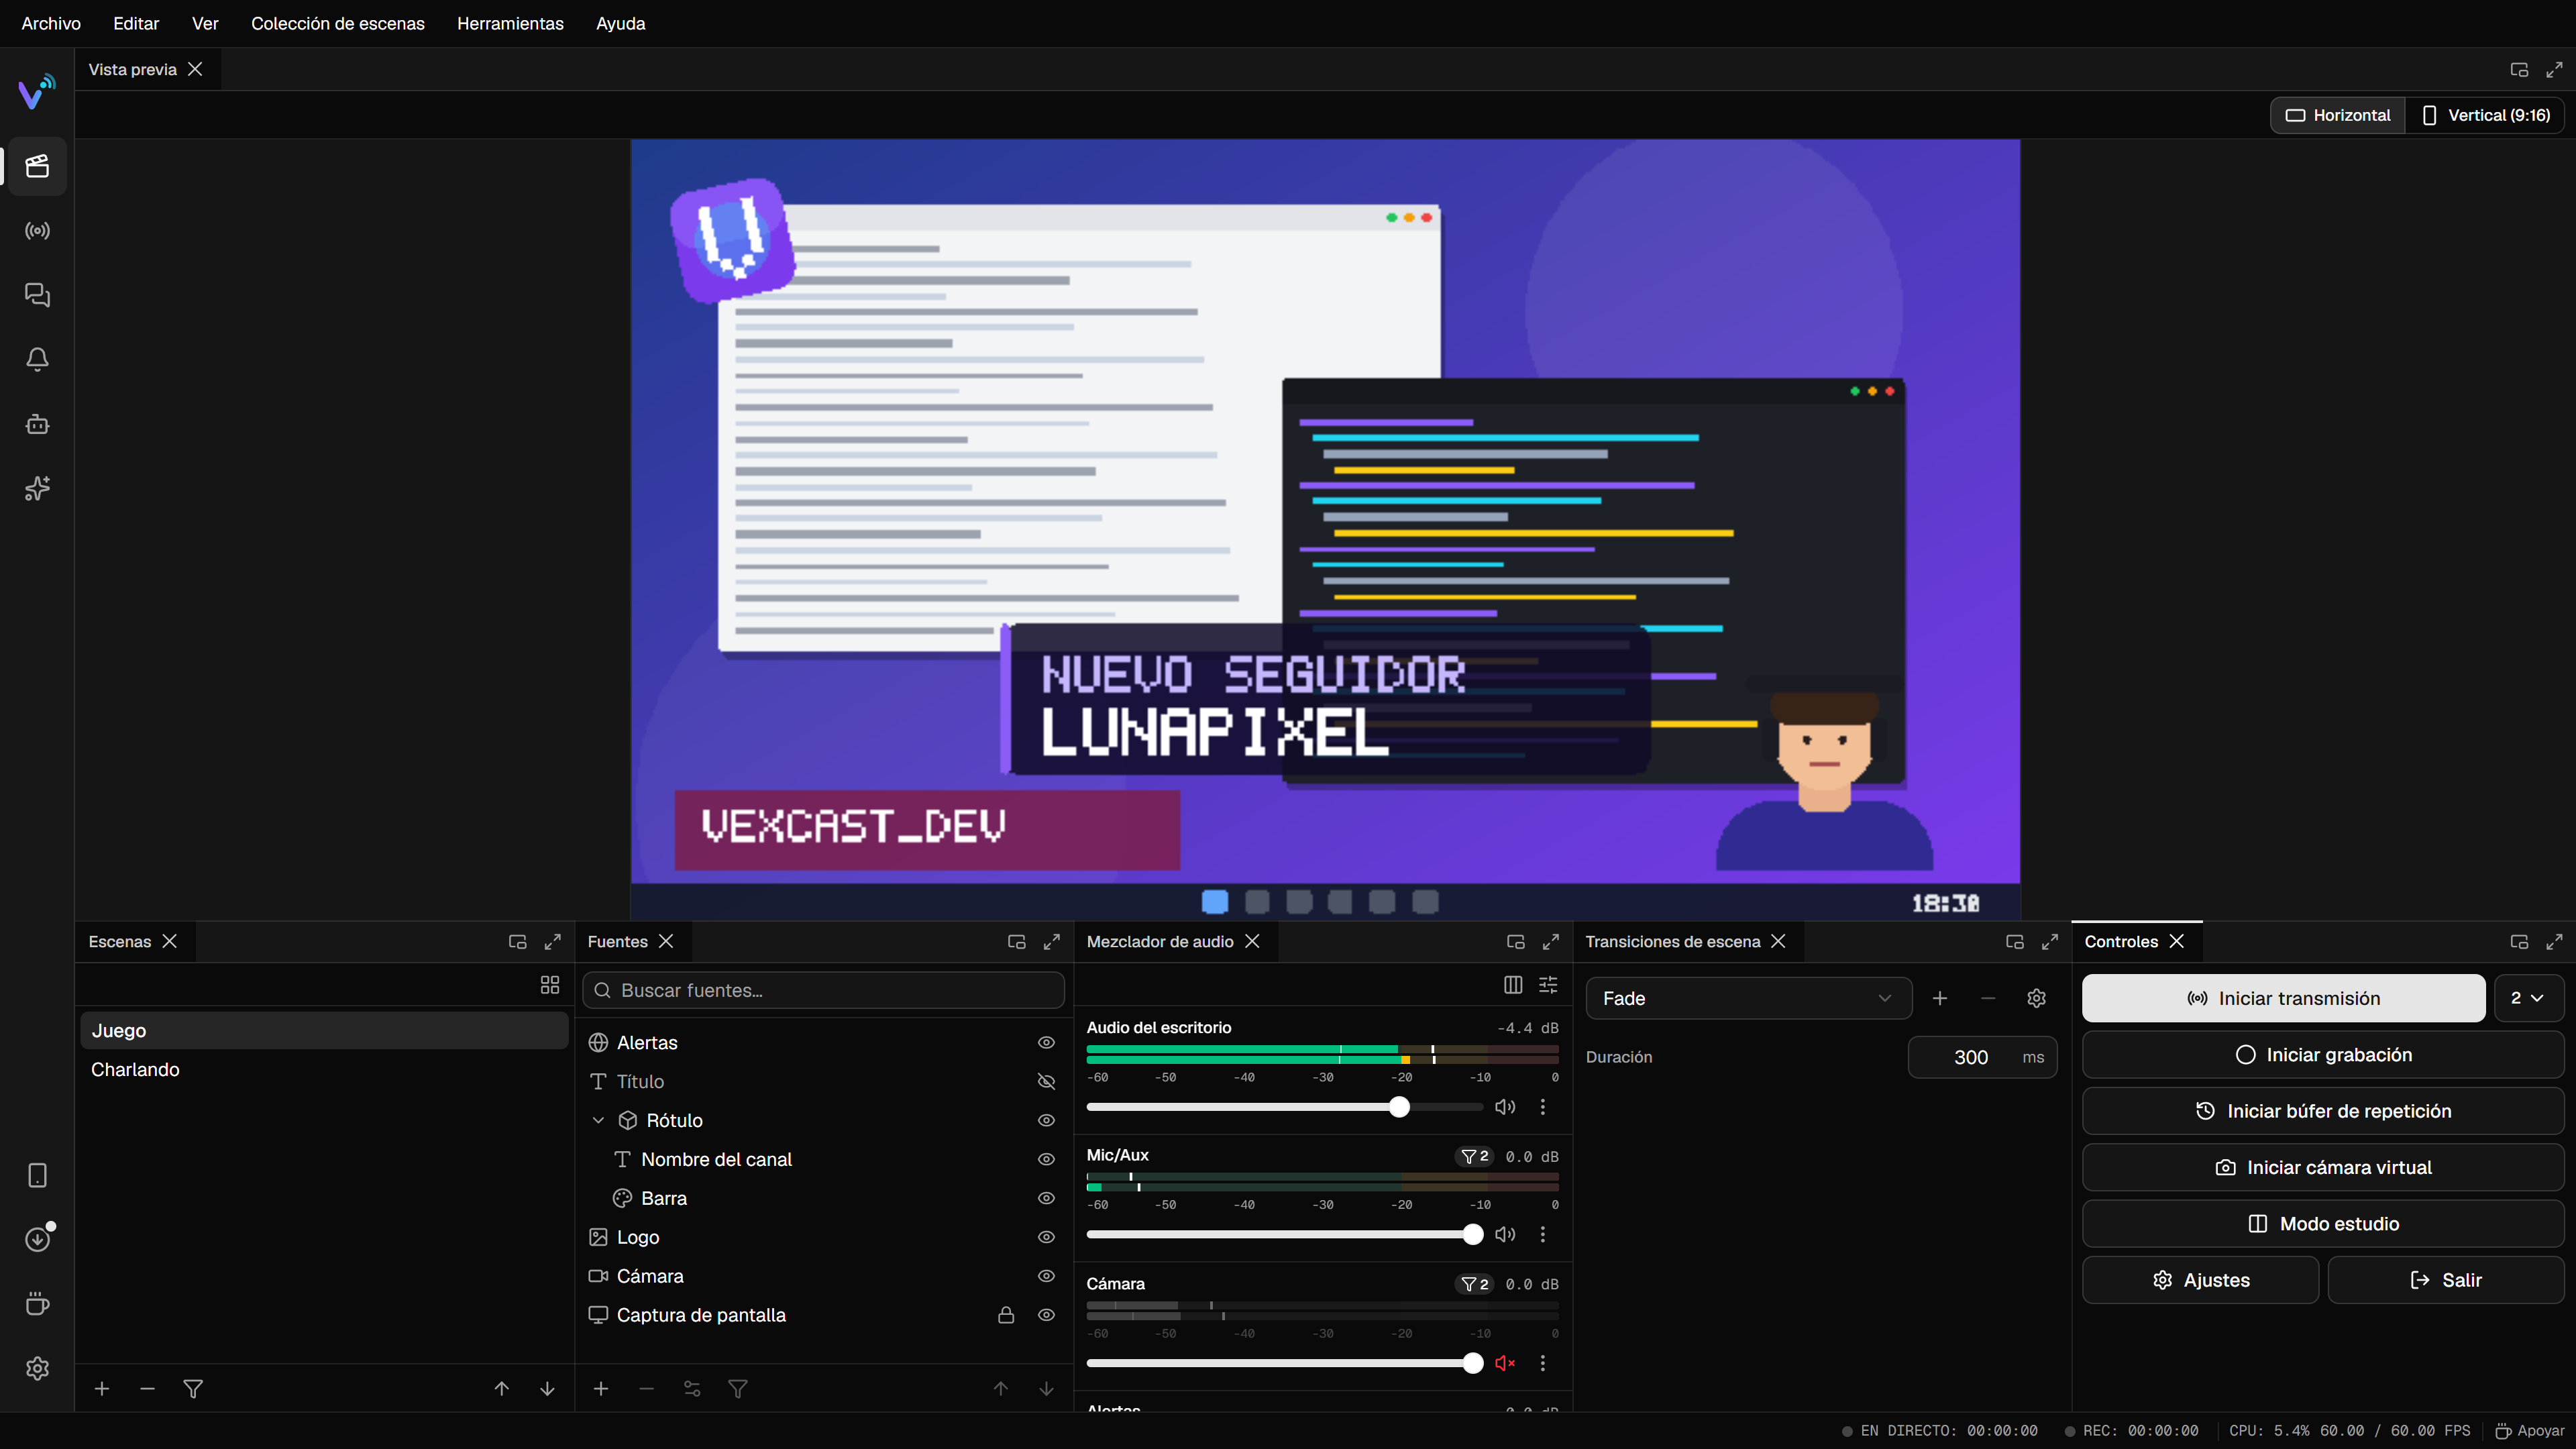 Archivo Editar Ver Colección de escenas Herramientas Ayuda
Vista previa
Horizontal Vertical (9:16)
NUEVO SEGUIDOR
LUNAPIXEL
VEXCAST_DEV
18:30
Escenas
Juego
Charlando
Fuentes
Buscar fuentes...
Alertas
Título
Rótulo
Nombre del canal
Barra
Logo
Cámara
Captura de pantalla
Mezclador de audio
Audio del escritorio -4.4 dB
-60 -50 -40 -30 -20 -10 0
Mic/Aux 2 0.0 dB
-60 -50 -40 -30 -20 -10 0
Cámara 2 0.0 dB
-60 -50 -40 -30 -20 -10 0
Alertas 0.0 dB
Transiciones de escena
Fade
Duración 300 ms
Controles
Iniciar transmisión 2
Iniciar grabación
Iniciar búfer de repetición
Iniciar cámara virtual
Modo estudio
Ajustes Salir
EN DIRECTO: 00:00:00 REC: 00:00:00 CPU: 5.4% 60.00 / 60.00 FPS Apoyar